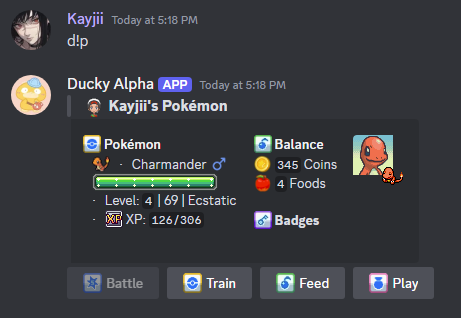 Kayjii Today at 5:18 PM
d!p
Ducky Alpha APP Today at 5:18 PM
Kayjii's Pokémon
Pokémon
· Charmander ♂
· Level: 4 | 69 | Ecstatic
· XP XP: 126/306
Balance
345 Coins
4 Foods
Badges
Battle Train Feed Play